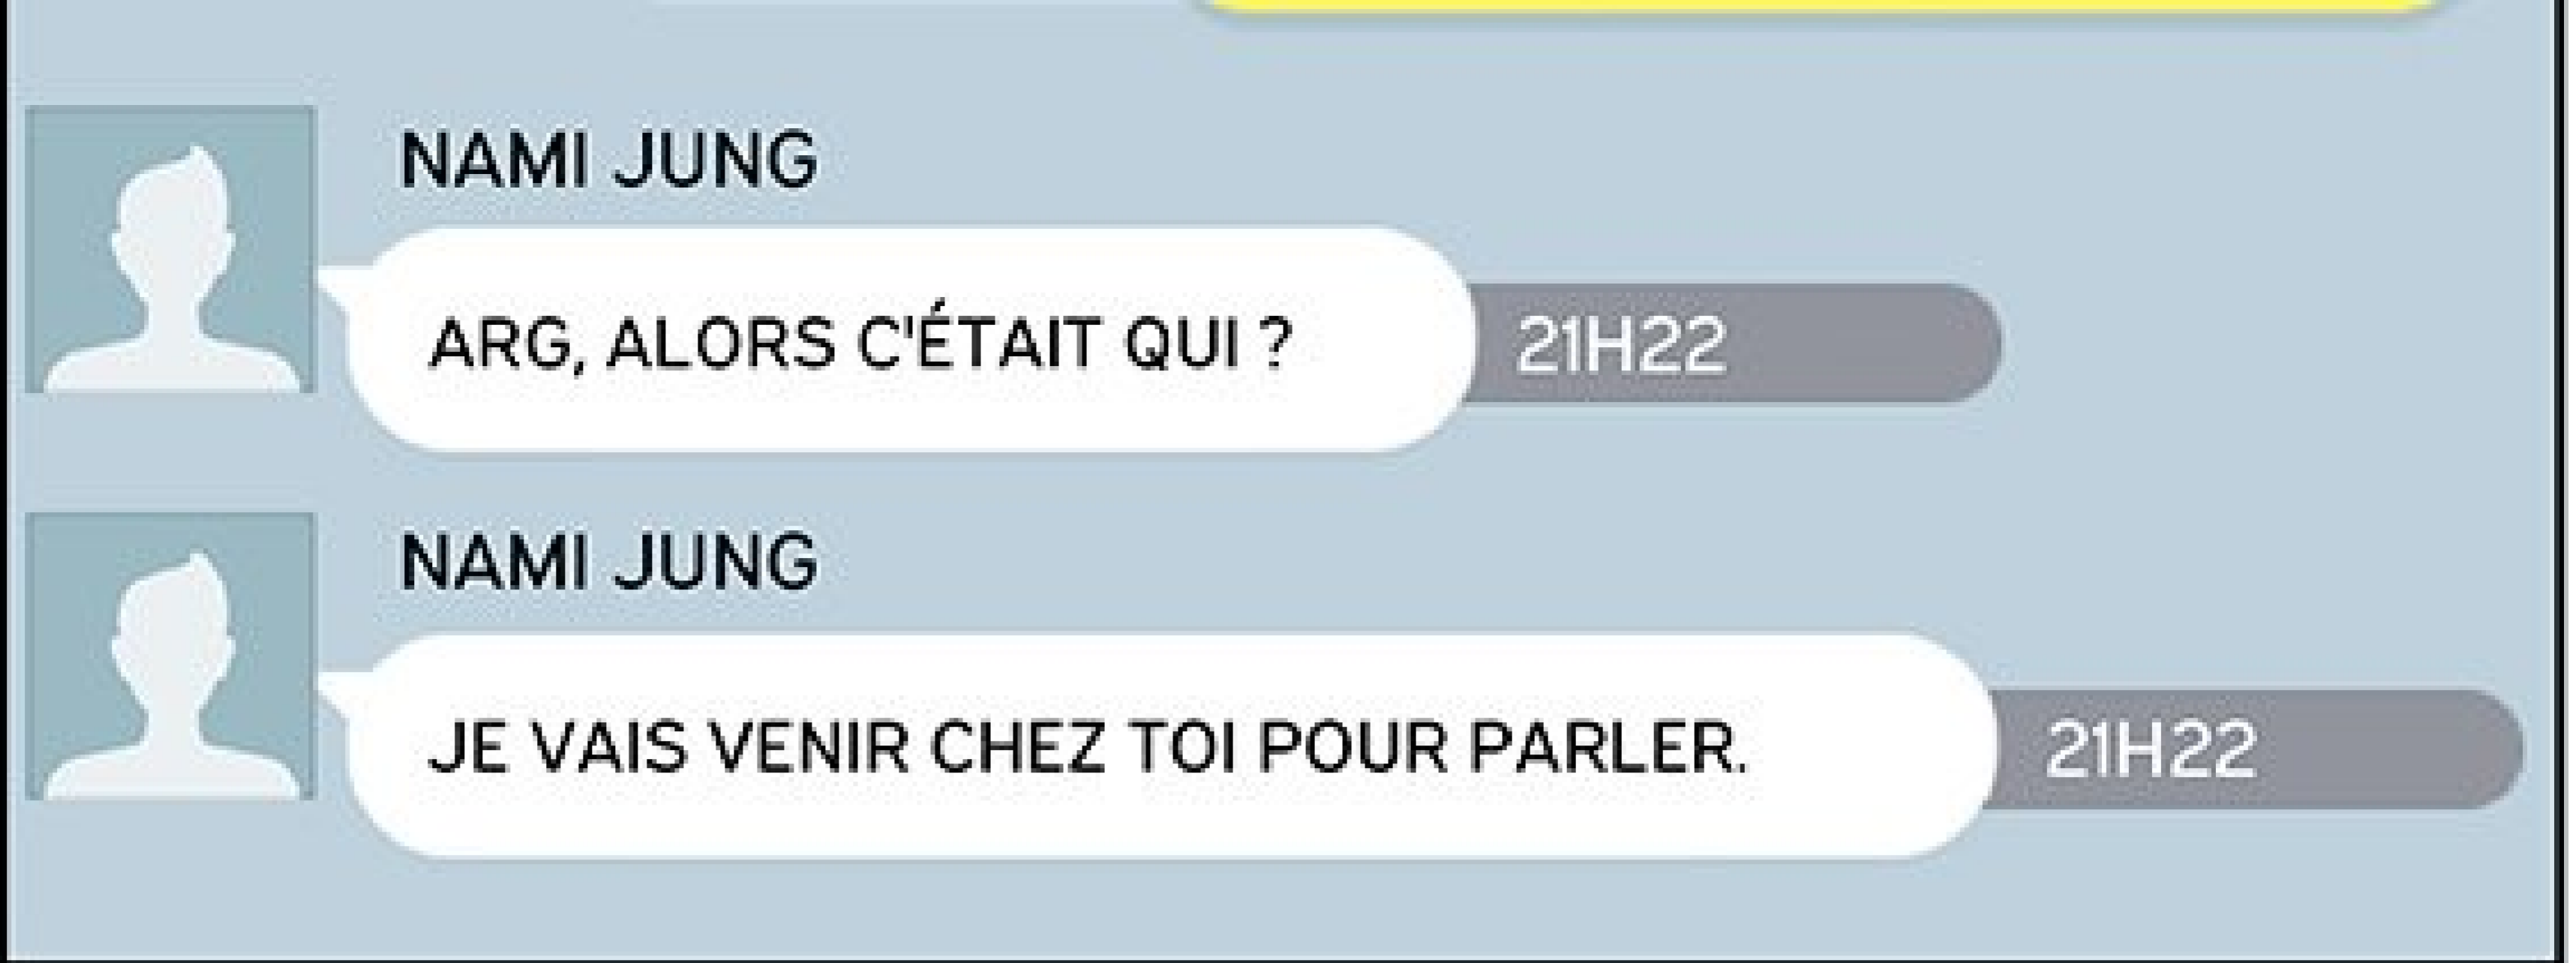 NAMI JUNG
ARG, ALORS C'ÉTAIT QUI ?
21H22
NAMI JUNG
JE VAIS VENIR CHEZ TOI POUR PARLER.
21H22